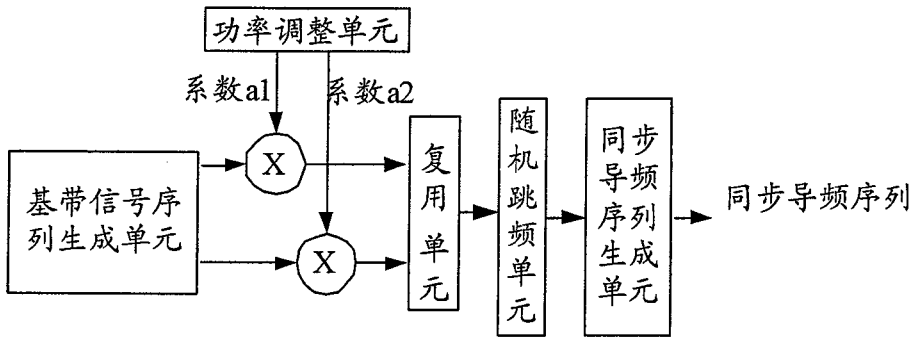 功率调整单元
系数a1
系数a2
X
X
基带信号序
列生成单元
复用单元
随机跳频单元
同步导频序列生成单元
同步导频序列